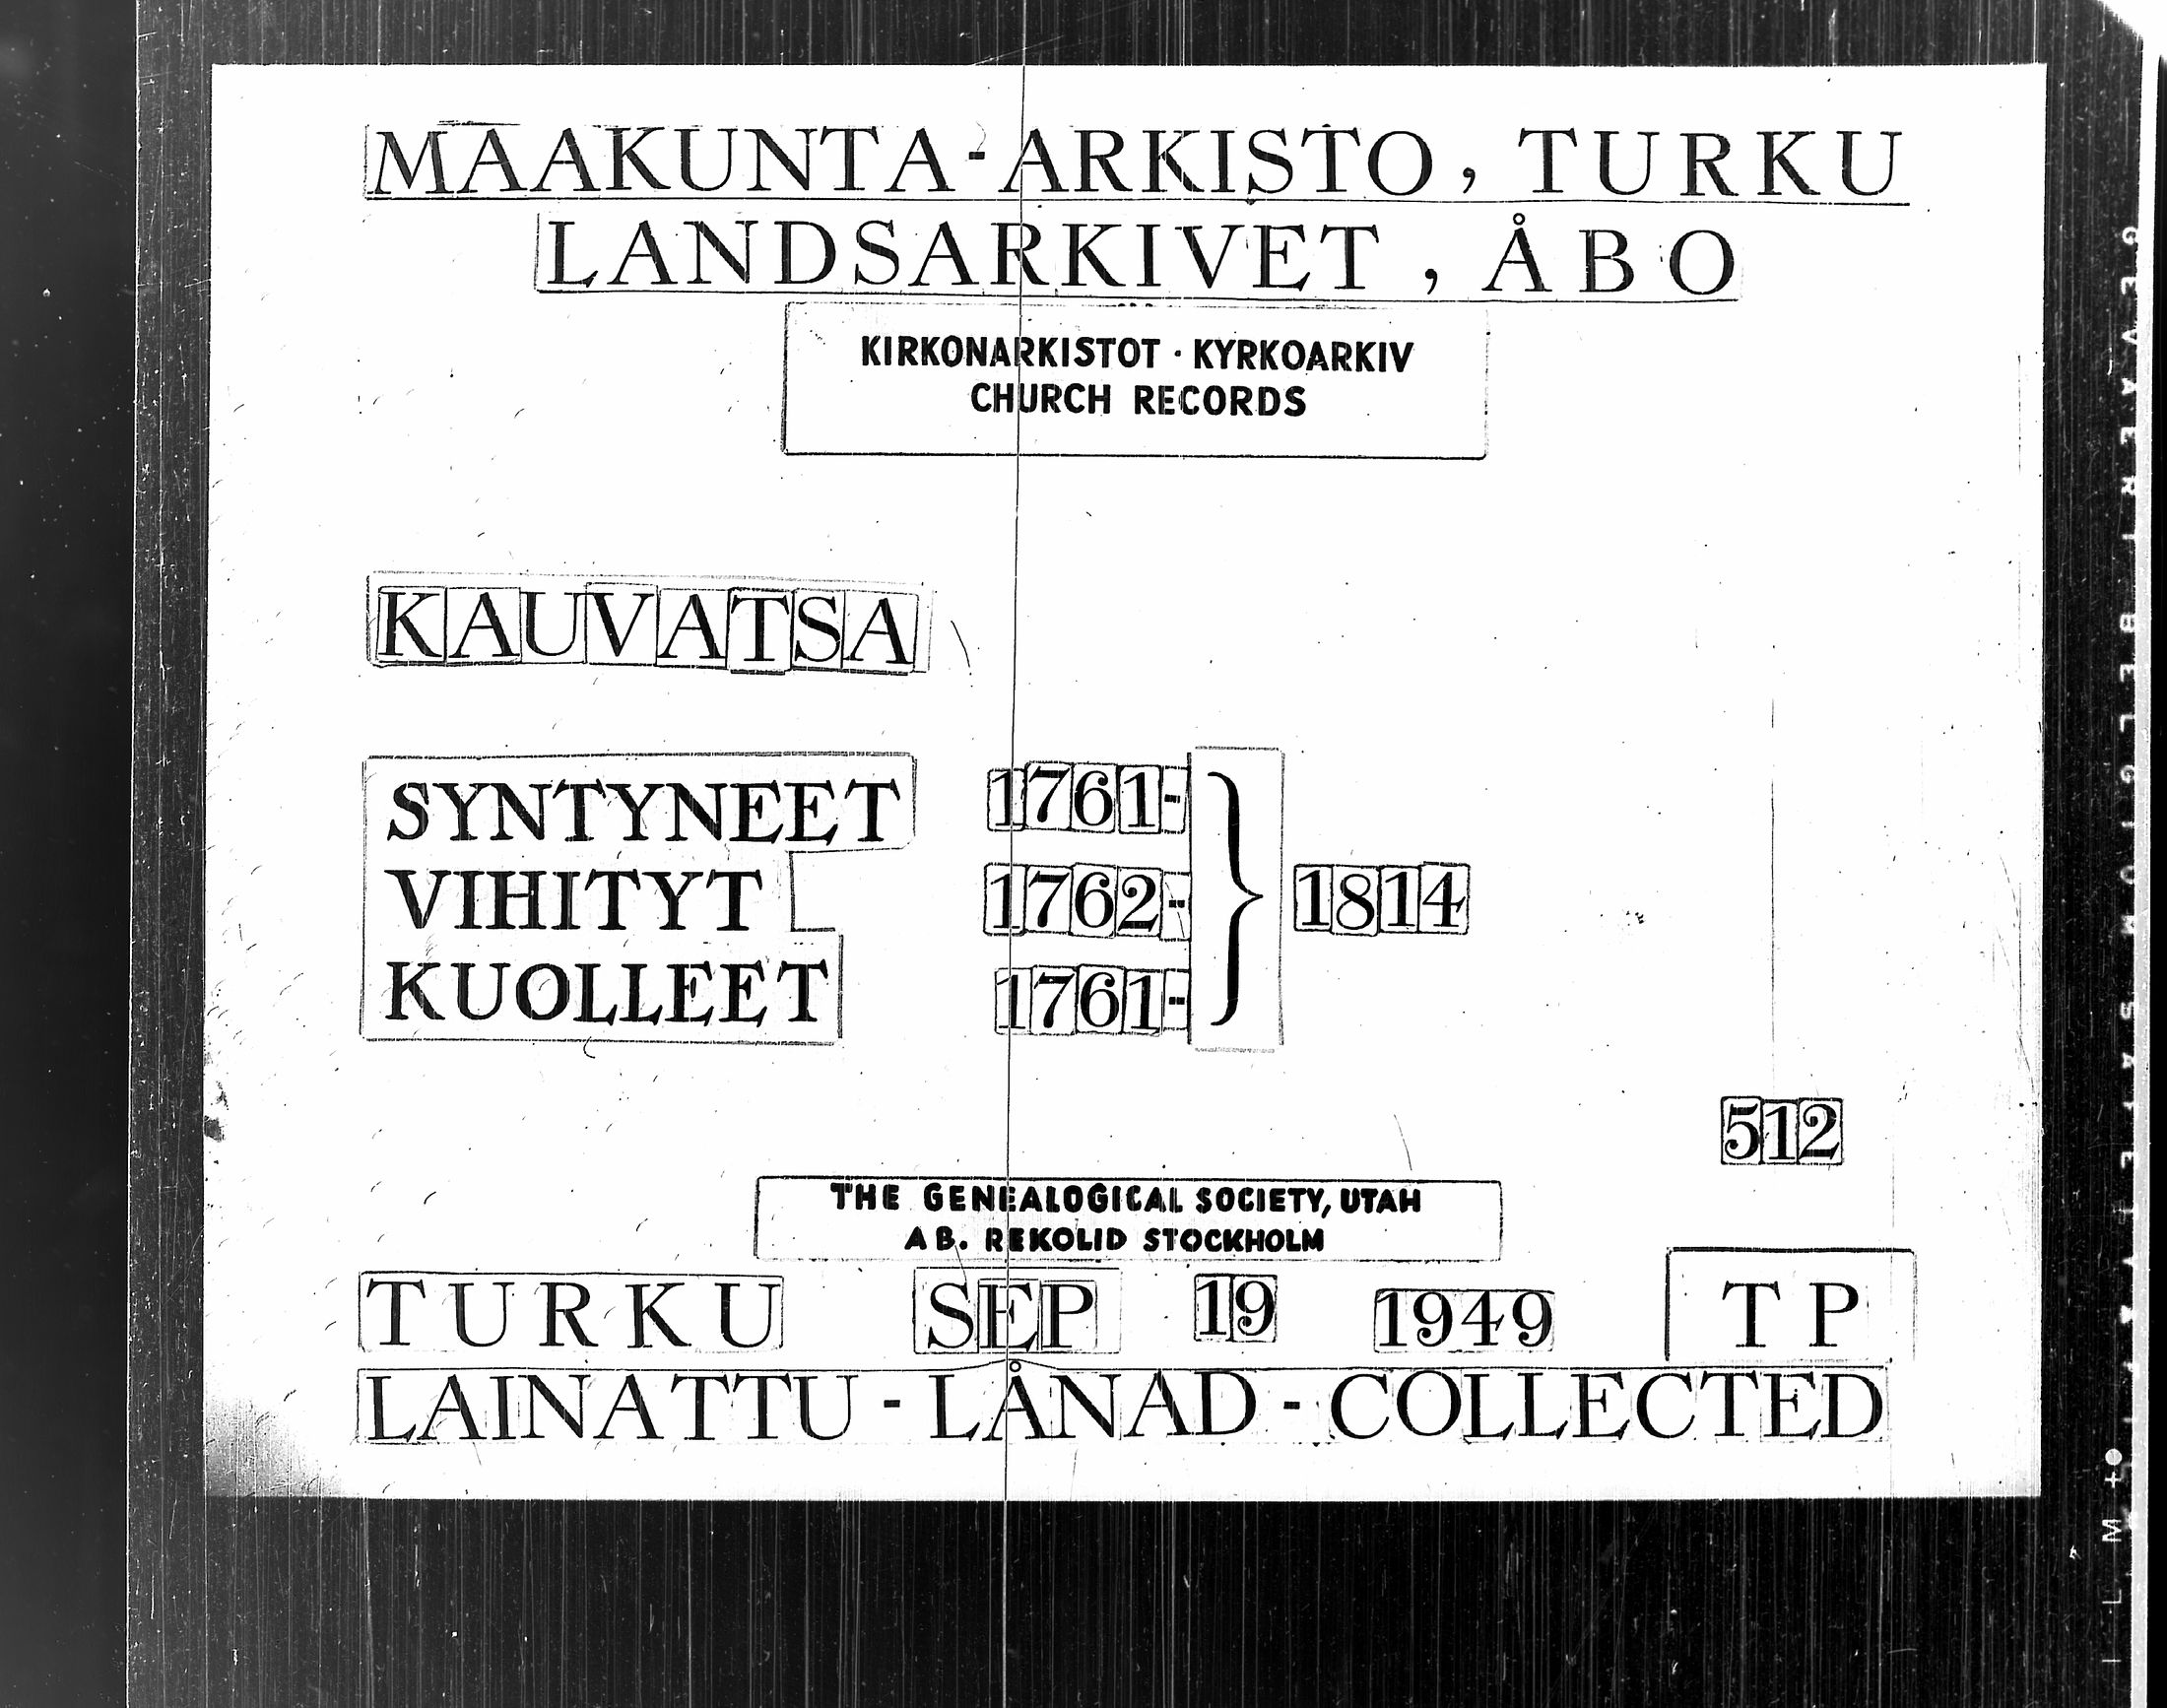 MAAKUNTA-ARKISTO, TURKU
LANDSARKIVET, ÅBO
KIRKONARKISTOT · KYRKOARKIV
CHURCH RECORDS
KAUVATSA
SYNTYNEET 1761-
VIHITYT 1762- } 1814
KUOLLEET 1761-
512
THE GENEALOGICAL SOCIETY, UTAH
AB. REKOLID STOCKHOLM
TURKU SEP 19 1949 TP
LAINATTU - LÅNAD - COLLECTED